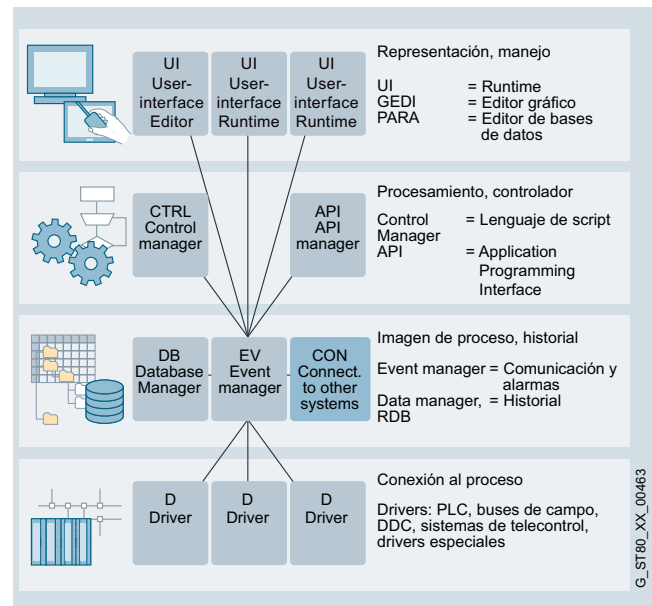 UI
User-
interface
Editor
UI
User-
interface
Runtime
UI
User-
interface
Runtime
Representación, manejo
UI = Runtime
GEDI = Editor gráfico
PARA = Editor de bases
de datos
CTRL
Control
manager
API
API
manager
Procesamiento, controlador
Control = Lenguaje de script
Manager
API = Application
Programming
Interface
DB
Database
Manager
EV
Event
manager
CON
Connect.
to other
systems
Imagen de proceso, historial
Event manager = Comunicación y
alarmas
Data manager, = Historial
RDB
D
Driver
D
Driver
D
Driver
Conexión al proceso
Drivers: PLC, buses de campo,
DDC, sistemas de telecontrol,
drivers especiales
G_ST80_XX_00463